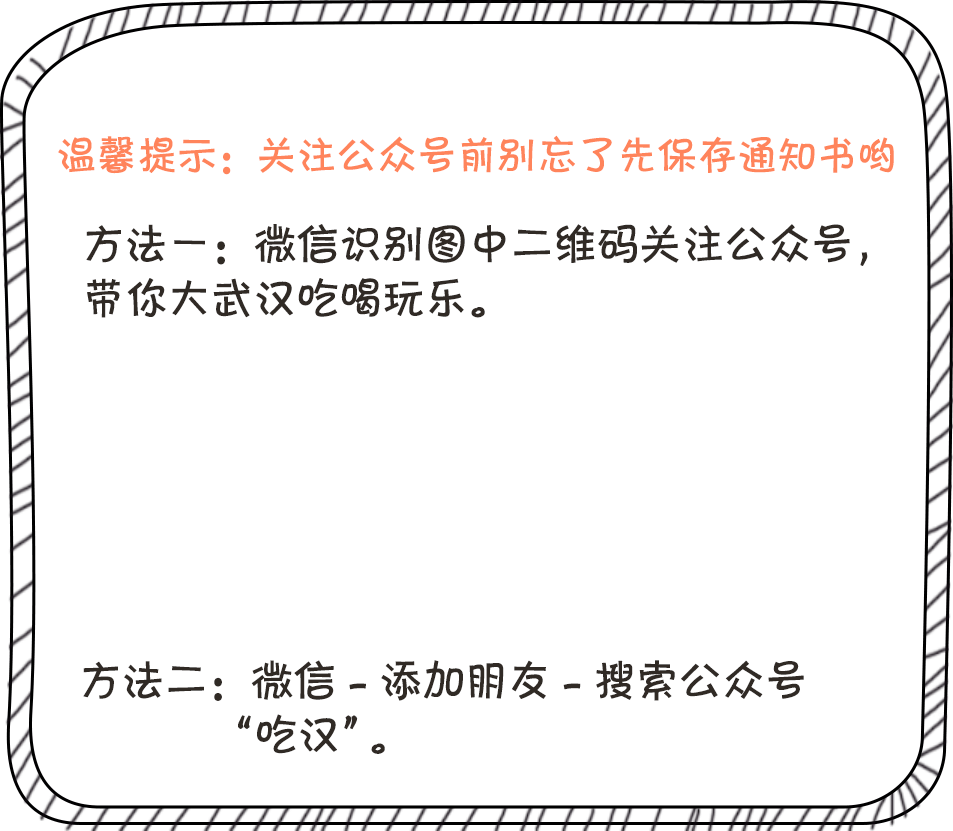 温馨提示：关注公众号前别忘了先保存通知书哟
方法一：微信识别图中二维码关注公众号，
带你大武汉吃喝玩乐。
方法二：微信－添加朋友－搜索公众号
“吃汉”。